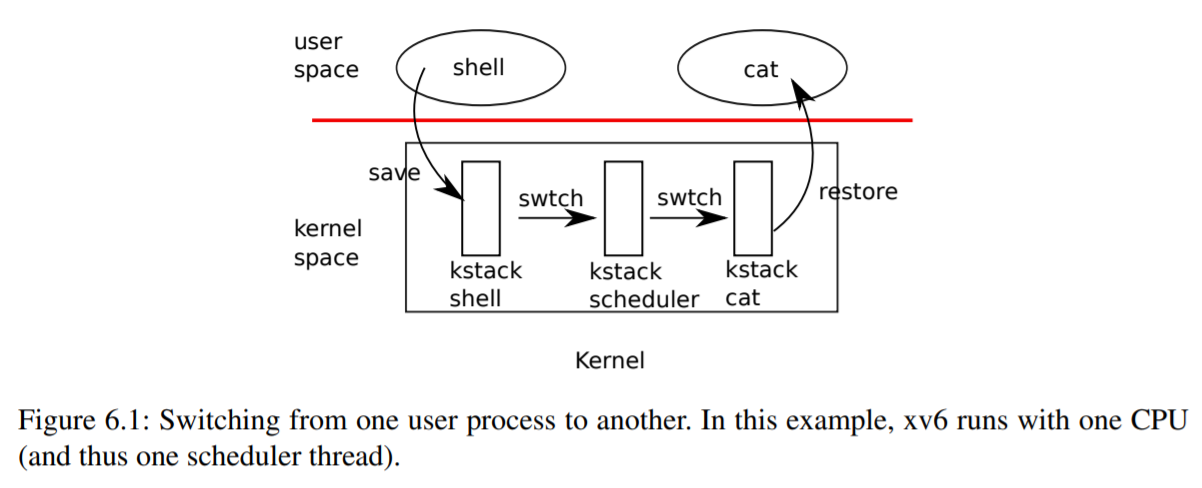 user
space
shell
cat
save
swtch
swtch
restore
kernel
space
kstack
shell
kstack
scheduler
kstack
cat
Kernel
Figure 6.1: Switching from one user process to another. In this example, xv6 runs with one CPU
(and thus one scheduler thread).